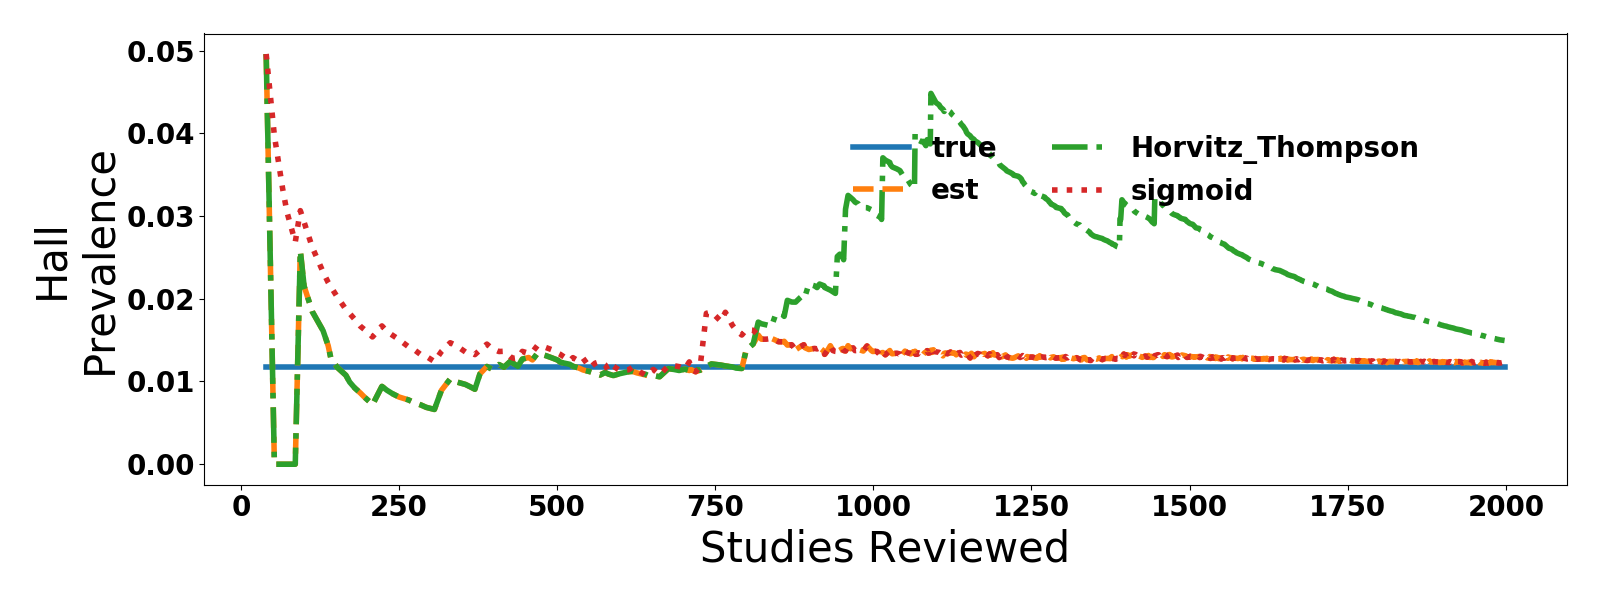 Hall
Prevalence
0.05
0.04
0.03
0.02
0.01
0.00
true
est
Horvitz_Thompson
sigmoid
0 250 500 750 1000 1250 1500 1750 2000
Studies Reviewed